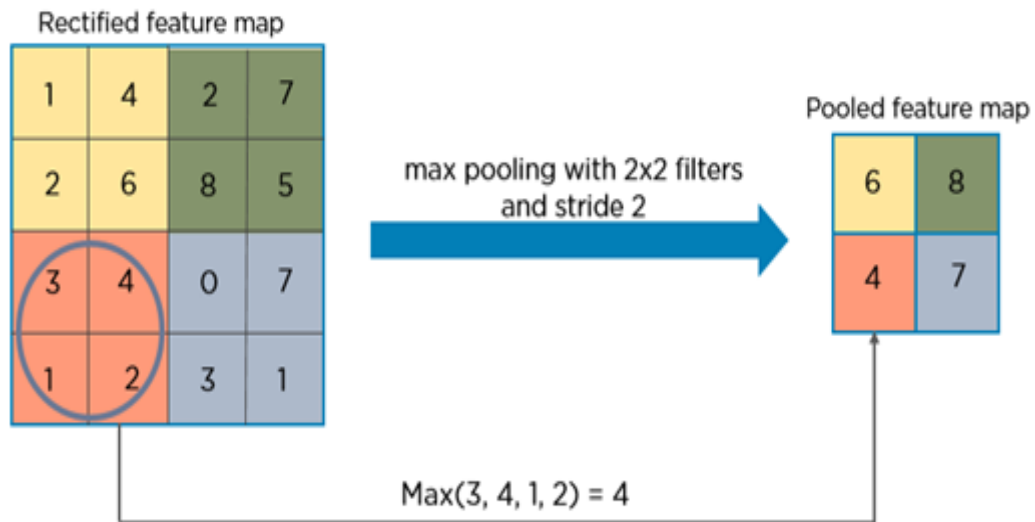 Rectified feature map
1 4 2 7
2 6 8 5
3 4 0 7
1 2 3 1
max pooling with 2x2 filters
and stride 2
Pooled feature map
6 8
4 7
Max(3, 4, 1, 2) = 4